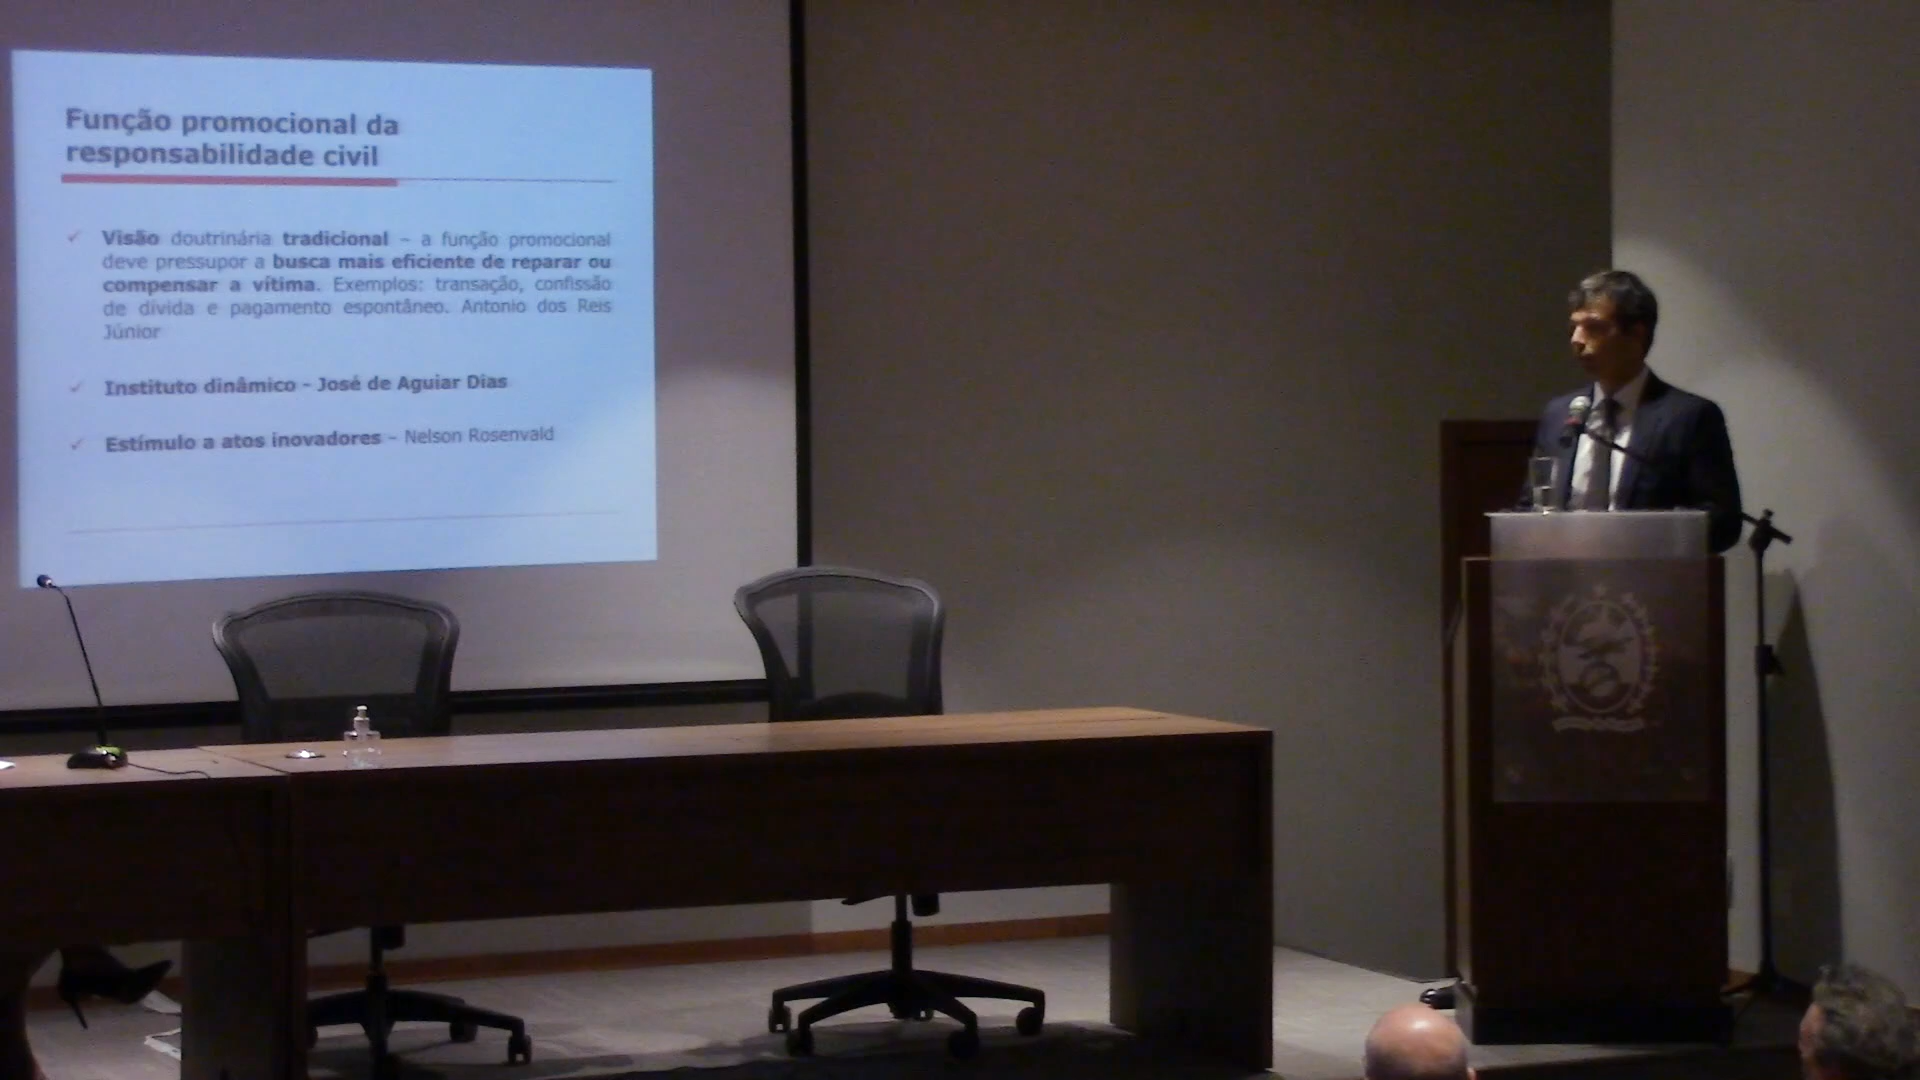 Função promocional da
responsabilidade civil
Visão doutrinária tradicional – a função promocional
deve pressupor a busca mais eficiente de reparar ou
compensar a vítima. Exemplos: transação, confissão
de dívida e pagamento espontâneo. Antonio dos Reis
Júnior
Instituto dinâmico - José de Aguiar Dias
Estímulo a atos inovadores – Nelson Rosenvald